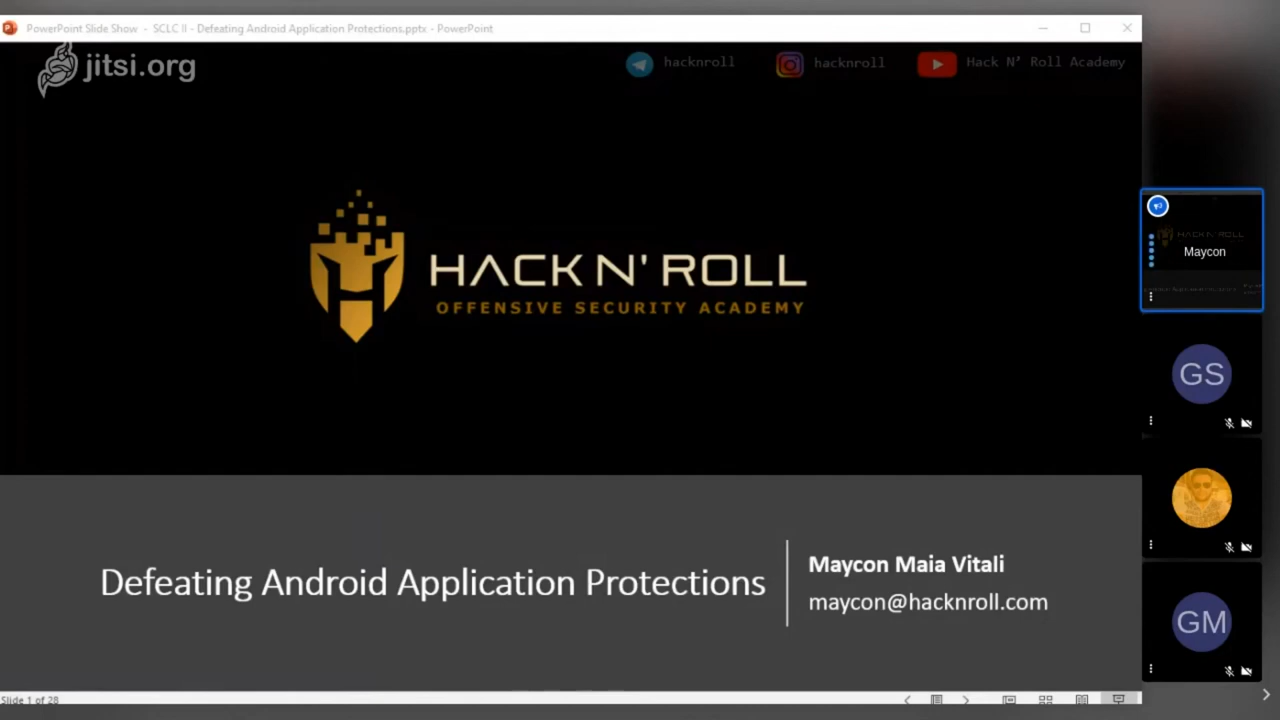 PowerPoint Slide Show - SCLC II - Defeating Android Application Protections.pptx - PowerPoint
jitsi.org
hacknroll
hacknroll
Hack N' Roll Academy
HACK N' ROLL
OFFENSIVE SECURITY ACADEMY
Maycon
GS
Defeating Android Application Protections
Maycon Maia Vitali
maycon@hacknroll.com
GM
Slide 1 of 28